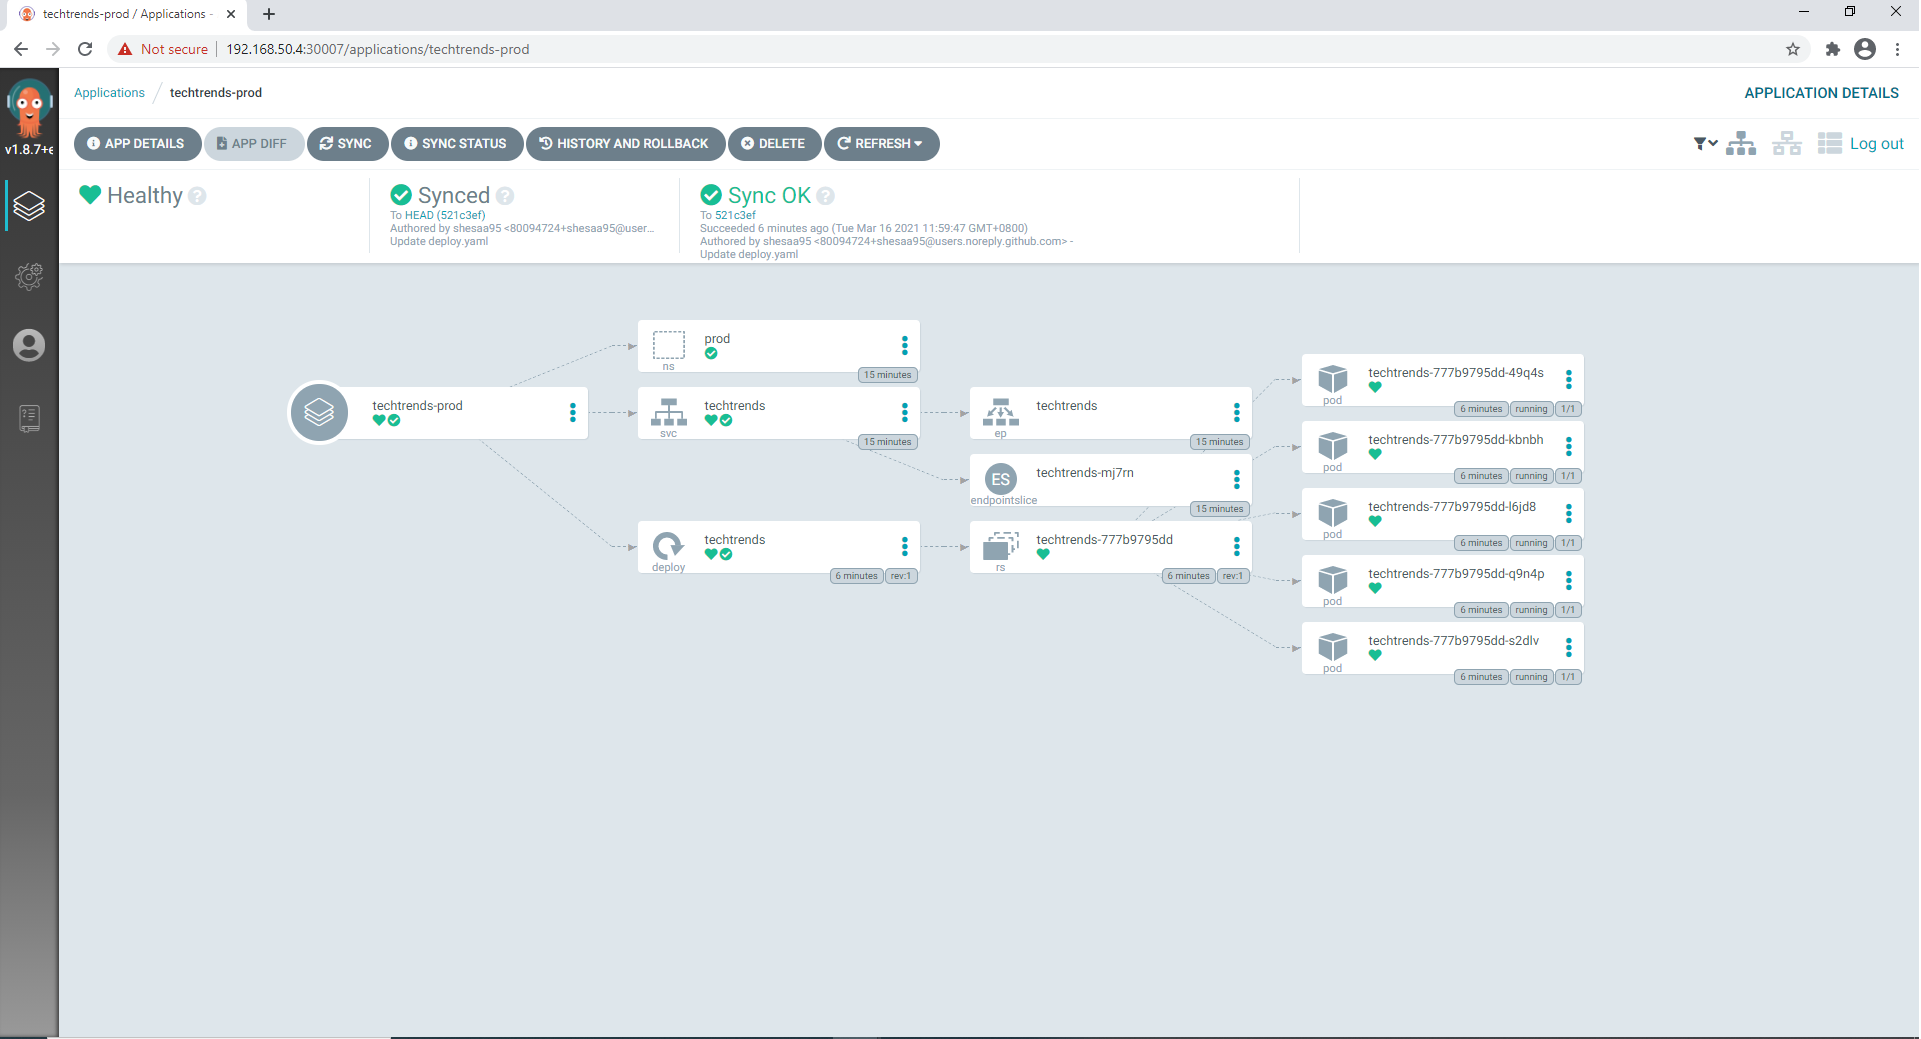 techtrends-prod / Applications -
Not secure
192.168.50.4:30007/applications/techtrends-prod
v1.8.7+e
Applications / techtrends-prod
APPLICATION DETAILS
APP DETAILS
APP DIFF
SYNC
SYNC STATUS
HISTORY AND ROLLBACK
DELETE
REFRESH
Log out
Healthy
Synced
To HEAD (521c3ef)
Authored by shesaa95 <80094724+shesaa95@user...
Update deploy.yaml
Sync OK
To 521c3ef
Succeeded 6 minutes ago (Tue Mar 16 2021 11:59:47 GMT+0800)
Authored by shesaa95 <80094724+shesaa95@users.noreply.github.com> -
Update deploy.yaml
techtrends-prod
prod
ns
15 minutes
techtrends
svc
15 minutes
techtrends
deploy
6 minutes rev:1
techtrends
ep
15 minutes
ES
techtrends-mj7rn
endpointslice
15 minutes
techtrends-777b9795dd
rs
6 minutes rev:1
techtrends-777b9795dd-49q4s
pod
6 minutes running 1/1
techtrends-777b9795dd-kbnbh
pod
6 minutes running 1/1
techtrends-777b9795dd-l6jd8
pod
6 minutes running 1/1
techtrends-777b9795dd-q9n4p
pod
6 minutes running 1/1
techtrends-777b9795dd-s2dlv
pod
6 minutes running 1/1